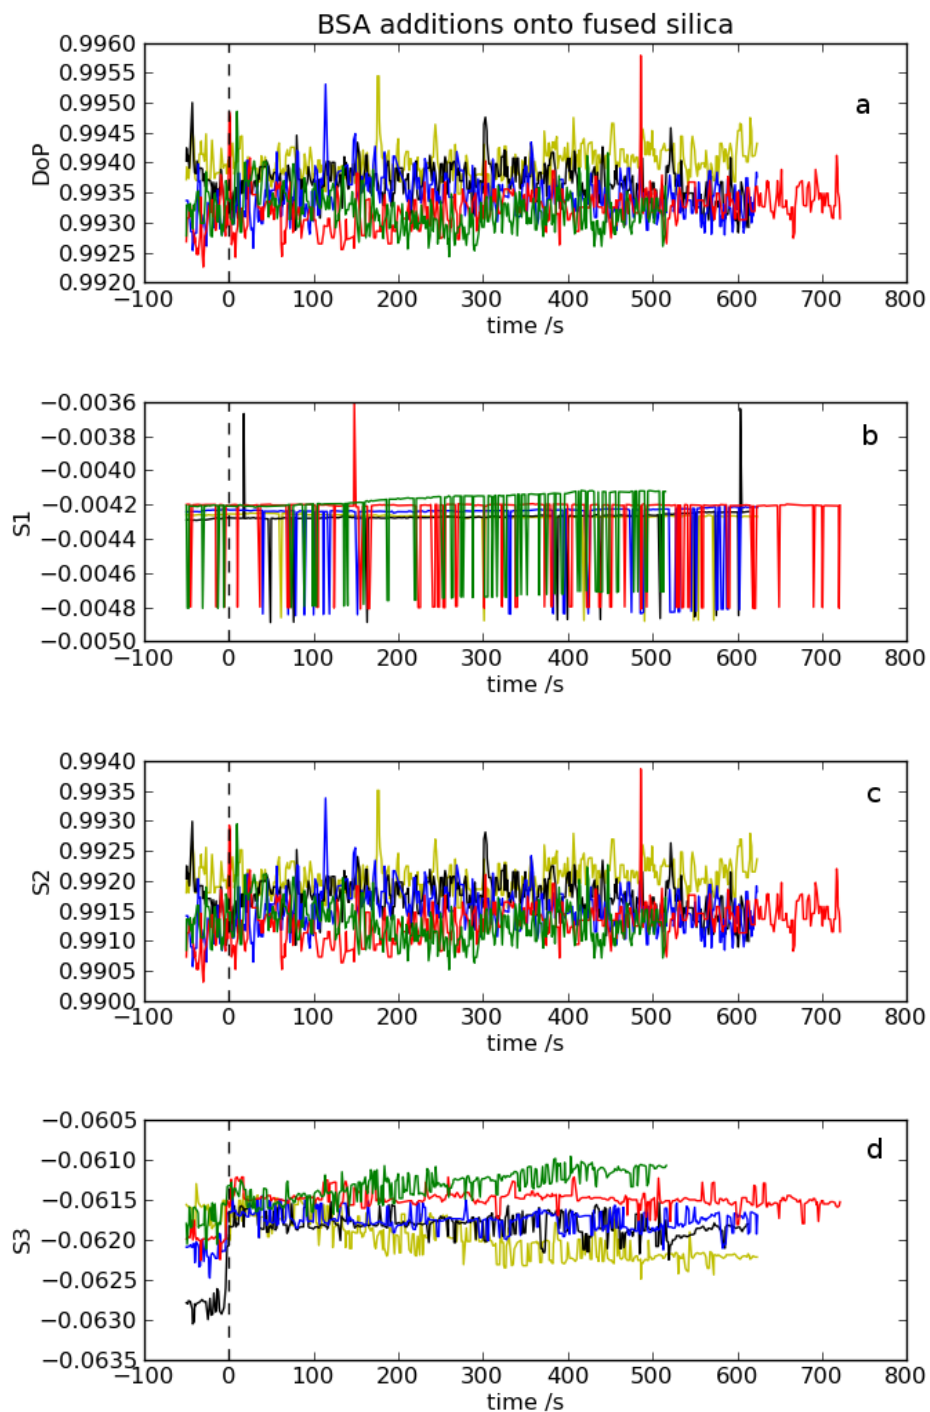 BSA additions onto fused silica
0.9960
0.9955
0.9950
0.9945
0.9940
0.9935
0.9930
0.9925
0.9920
DoP
a
−100 0 100 200 300 400 500 600 700 800
time /s
−0.0036
−0.0038
−0.0040
−0.0042
−0.0044
−0.0046
−0.0048
−0.0050
S1
b
−100 0 100 200 300 400 500 600 700 800
time /s
0.9940
0.9935
0.9930
0.9925
0.9920
0.9915
0.9910
0.9905
0.9900
S2
c
−100 0 100 200 300 400 500 600 700 800
time /s
−0.0605
−0.0610
−0.0615
−0.0620
−0.0625
−0.0630
−0.0635
S3
d
−100 0 100 200 300 400 500 600 700 800
time /s